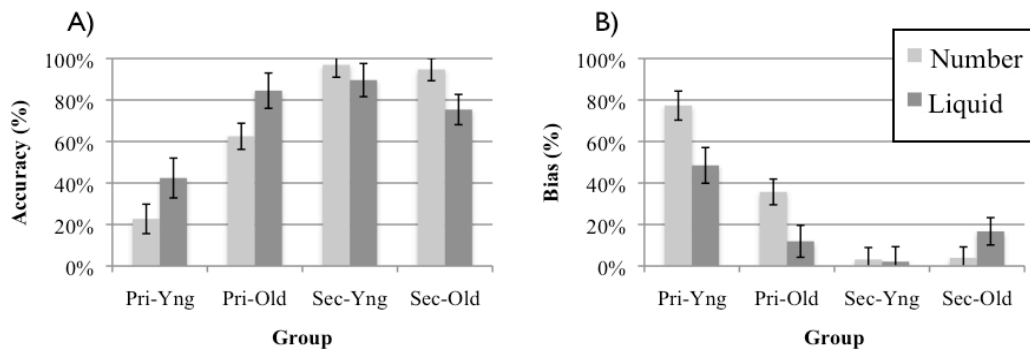 A)
Accuracy (%)
100%
80%
60%
40%
20%
0%
Pri-Yng Pri-Old Sec-Yng Sec-Old
Group
B)
Bias (%)
100%
80%
60%
40%
20%
0%
Pri-Yng Pri-Old Sec-Yng Sec-Old
Group
Number
Liquid